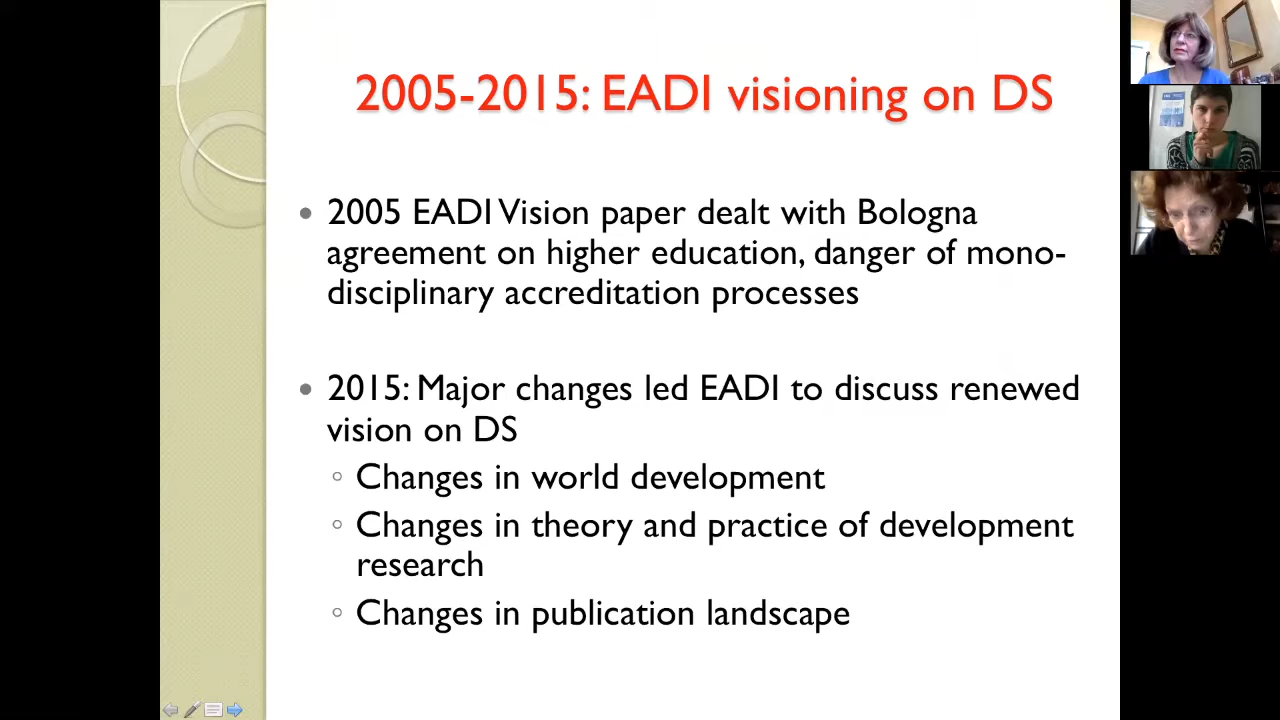 2005-2015: EADI visioning on DS
• 2005 EADI Vision paper dealt with Bologna
agreement on higher education, danger of mono-
disciplinary accreditation processes
• 2015: Major changes led EADI to discuss renewed
vision on DS
◦ Changes in world development
◦ Changes in theory and practice of development
research
◦ Changes in publication landscape